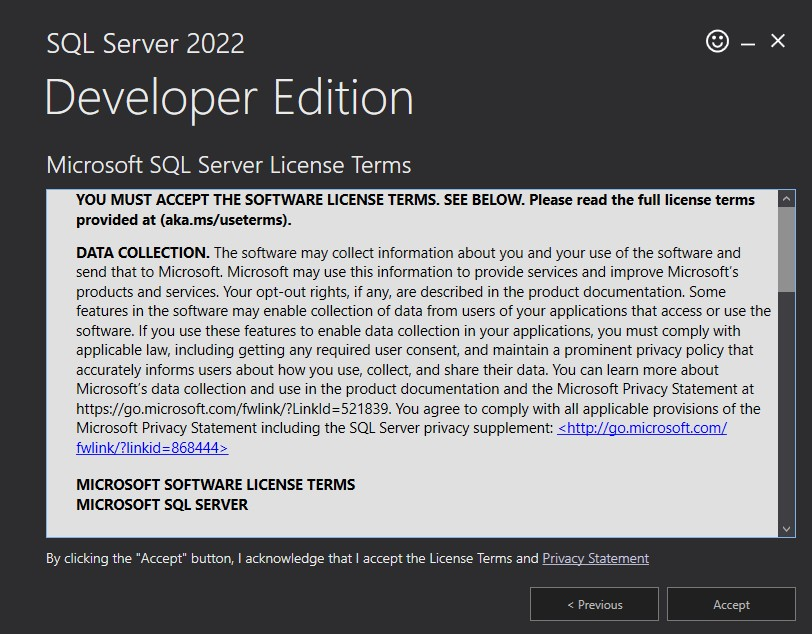 SQL Server 2022
Developer Edition
Microsoft SQL Server License Terms
YOU MUST ACCEPT THE SOFTWARE LICENSE TERMS. SEE BELOW. Please read the full license terms
provided at (aka.ms/useterms).
DATA COLLECTION. The software may collect information about you and your use of the software and
send that to Microsoft. Microsoft may use this information to provide services and improve Microsoft's
products and services. Your opt-out rights, if any, are described in the product documentation. Some
features in the software may enable collection of data from users of your applications that access or use the
software. If you use these features to enable data collection in your applications, you must comply with
applicable law, including getting any required user consent, and maintain a prominent privacy policy that
accurately informs users about how you use, collect, and share their data. You can learn more about
Microsoft's data collection and use in the product documentation and the Microsoft Privacy Statement at
https://go.microsoft.com/fwlink/?LinkId=521839. You agree to comply with all applicable provisions of the
Microsoft Privacy Statement including the SQL Server privacy supplement: <http://go.microsoft.com/
fwlink/?linkid=868444>
MICROSOFT SOFTWARE LICENSE TERMS
MICROSOFT SQL SERVER
By clicking the "Accept" button, I acknowledge that I accept the License Terms and Privacy Statement
< Previous
Accept